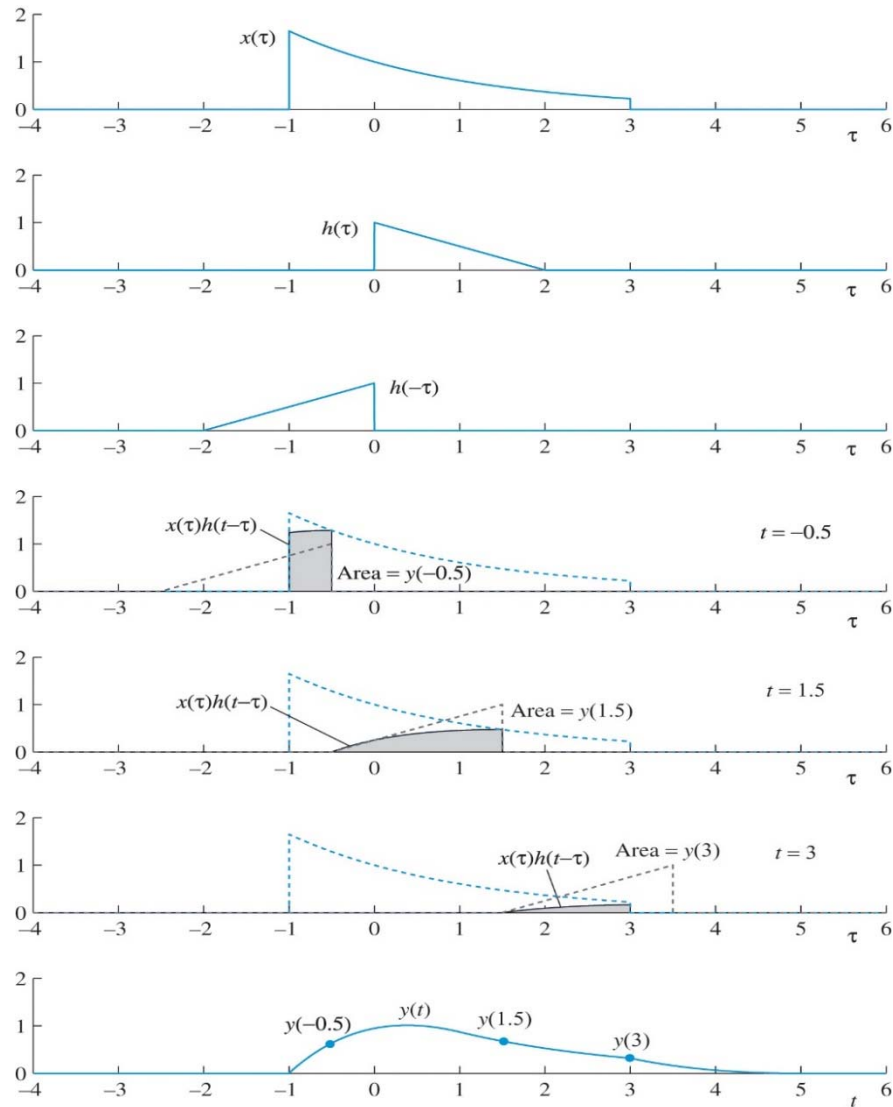 2
x(τ)
1
0
–4 –3 –2 –1 0 1 2 3 4 5 6
τ
2
1
h(τ)
0
–4 –3 –2 –1 0 1 2 3 4 5 6
τ
2
1
h(–τ)
0
–4 –3 –2 –1 0 1 2 3 4 5 6
τ
2
x(τ)h(t–τ)
t = –0.5
1
Area = y(–0.5)
0
–4 –3 –2 –1 0 1 2 3 4 5 6
τ
2
x(τ)h(t–τ)
t = 1.5
Area = y(1.5)
1
0
–4 –3 –2 –1 0 1 2 3 4 5 6
τ
2
Area = y(3)
t = 3
x(τ)h(t–τ)
1
0
–4 –3 –2 –1 0 1 2 3 4 5 6
τ
2
y(–0.5)
y(t)
y(1.5)
1
y(3)
0
–4 –3 –2 –1 0 1 2 3 4 5 6
t